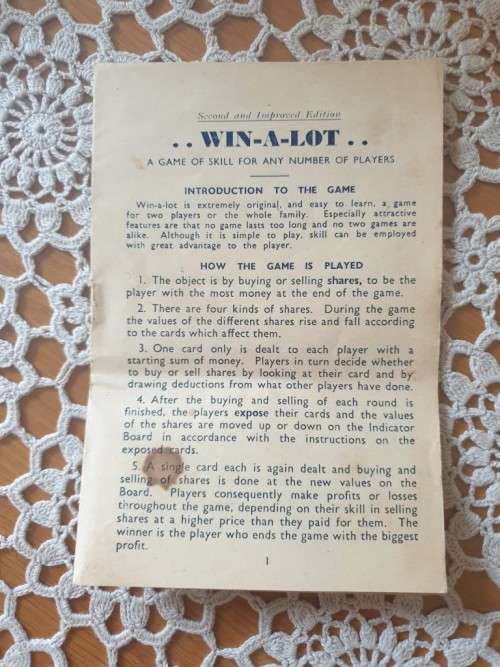 Second and Improved Edition
. . WIN-A-LOT . .
A GAME OF SKILL FOR ANY NUMBER OF PLAYERS
INTRODUCTION TO THE GAME
Win-a-lot is extremely original, and easy to learn, a game
for two players or the whole family. Especially attractive
features are that no game lasts too long and no two games are
alike. Although it is simple to play, skill can be employed
with great advantage to the player.
HOW THE GAME IS PLAYED
1. The object is by buying or selling shares, to be the
player with the most money at the end of the game.
2. There are four kinds of shares. During the game
the values of the different shares rise and fall according
to the cards which affect them.
3. One card only is dealt to each player with a
starting sum of money. Players in turn decide whether
to buy or sell shares by looking at their card and by
drawing deductions from what other players have done.
4. After the buying and selling of each round is
finished, the players expose their cards and the values
of the shares are moved up or down on the Indicator
Board in accordance with the instructions on the
exposed cards.
5. A single card each is again dealt and buying and
selling of shares is done at the new values on the
Board. Players consequently make profits or losses
throughout the game, depending on their skill in selling
shares at a higher price than they paid for them. The
winner is the player who ends the game with the biggest
profit.
1